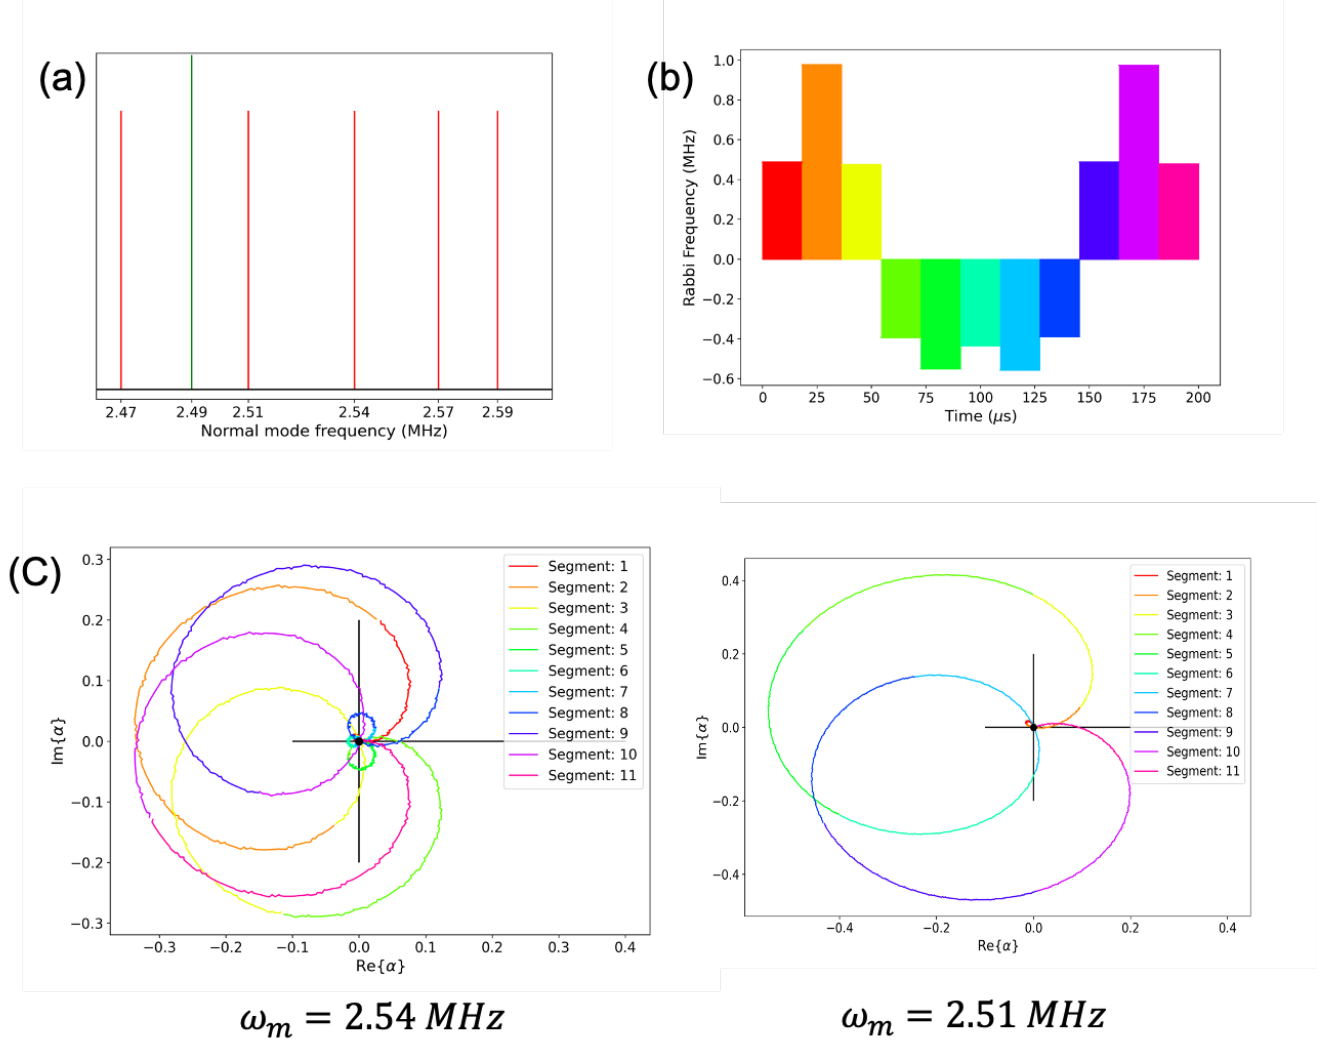 (a)
2.47 2.49 2.51 2.54 2.57 2.59
Normal mode frequency (MHz)
(b)
Rabbi Frequency (MHz)
1.0
0.8
0.6
0.4
0.2
0.0
−0.2
−0.4
−0.6
0 25 50 75 100 125 150 175 200
Time (μs)
(C)
Im{α}
0.3
0.2
0.1
0.0
−0.1
−0.2
−0.3
−0.3 −0.2 −0.1 0.0 0.1 0.2 0.3 0.4
Re{α}
Segment: 1
Segment: 2
Segment: 3
Segment: 4
Segment: 5
Segment: 6
Segment: 7
Segment: 8
Segment: 9
Segment: 10
Segment: 11
ωm = 2.54 MHz
Im{α}
0.4
0.2
0.0
−0.2
−0.4
−0.4 −0.2 0.0 0.2 0.4
Re{α}
Segment: 1
Segment: 2
Segment: 3
Segment: 4
Segment: 5
Segment: 6
Segment: 7
Segment: 8
Segment: 9
Segment: 10
Segment: 11
ωm = 2.51 MHz